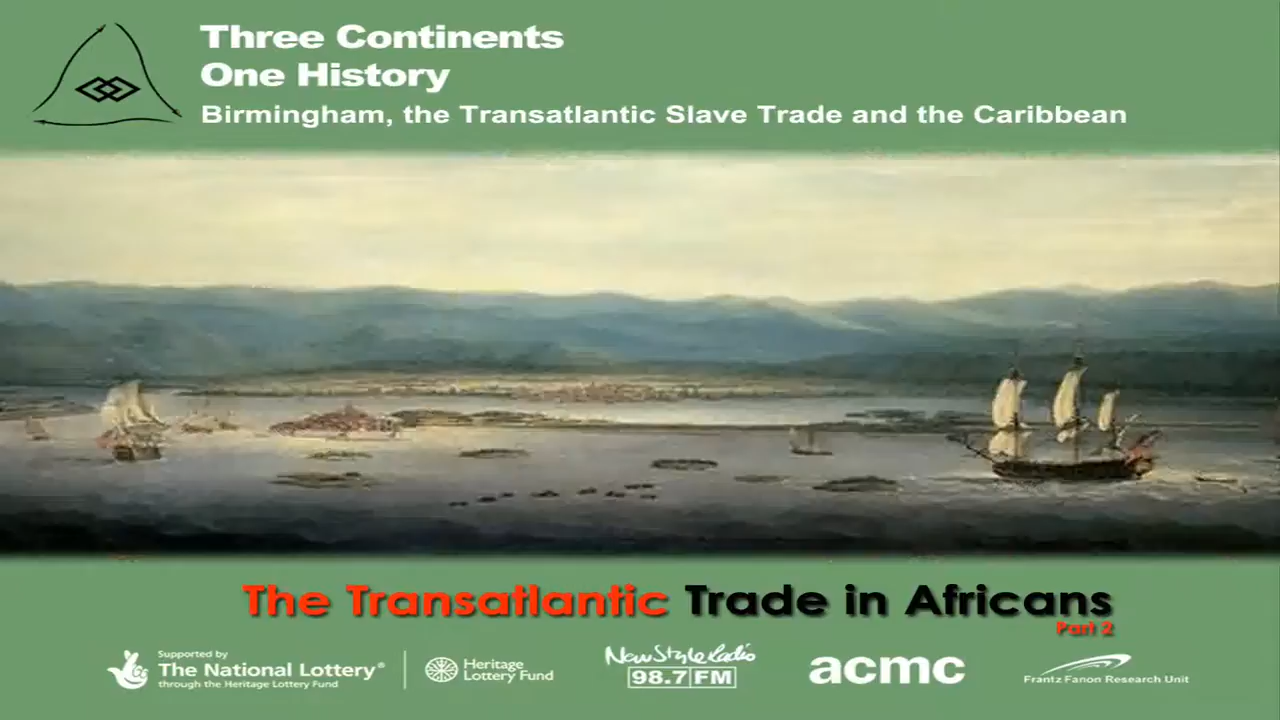 Three Continents
One History
Birmingham, the Transatlantic Slave Trade and the Caribbean
The Transatlantic Trade in Africans
Part 2
Supported by
The National Lottery®
through the Heritage Lottery Fund
Heritage
Lottery Fund
New Style Radio
98.7 FM
acmc
Frantz Fanon Research Unit